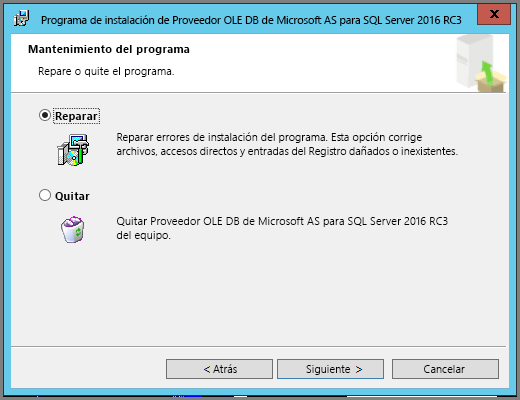 Programa de instalación de Proveedor OLE DB de Microsoft AS para SQL Server 2016 RC3
x
Mantenimiento del programa
Repare o quite el programa.
Reparar
Reparar errores de instalación del programa. Esta opción corrige
archivos, accesos directos y entradas del Registro dañados o inexistentes.
Quitar
Quitar Proveedor OLE DB de Microsoft AS para SQL Server 2016 RC3
del equipo.
< Atrás
Siguiente >
Cancelar